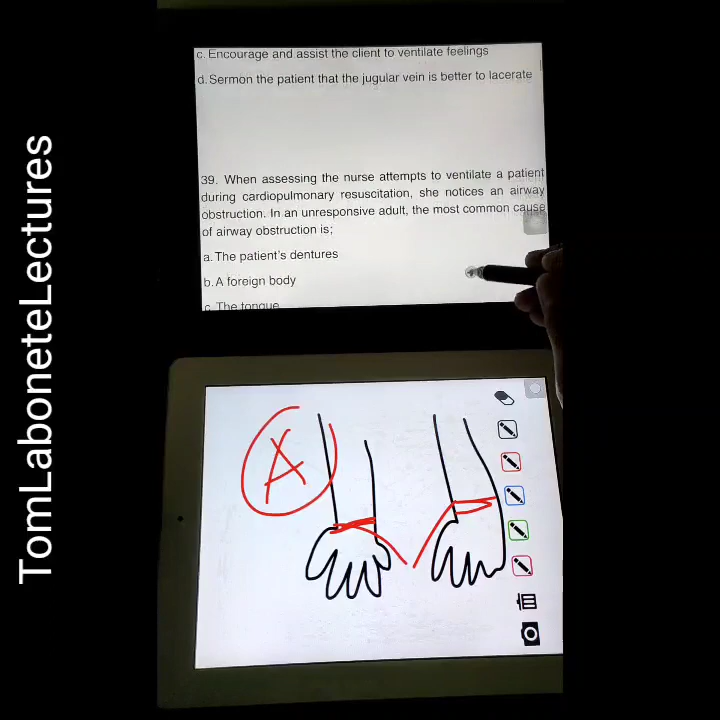 c. Encourage and assist the client to ventilate feelings
d. Sermon the patient that the jugular vein is better to lacerate
39. When assessing the nurse attempts to ventilate a patient
during cardiopulmonary resuscitation, she notices an airway
obstruction. In an unresponsive adult, the most common cause
of airway obstruction is;
a. The patient's dentures
b. A foreign body
c. The tongue
TomLaboneteLectures
A